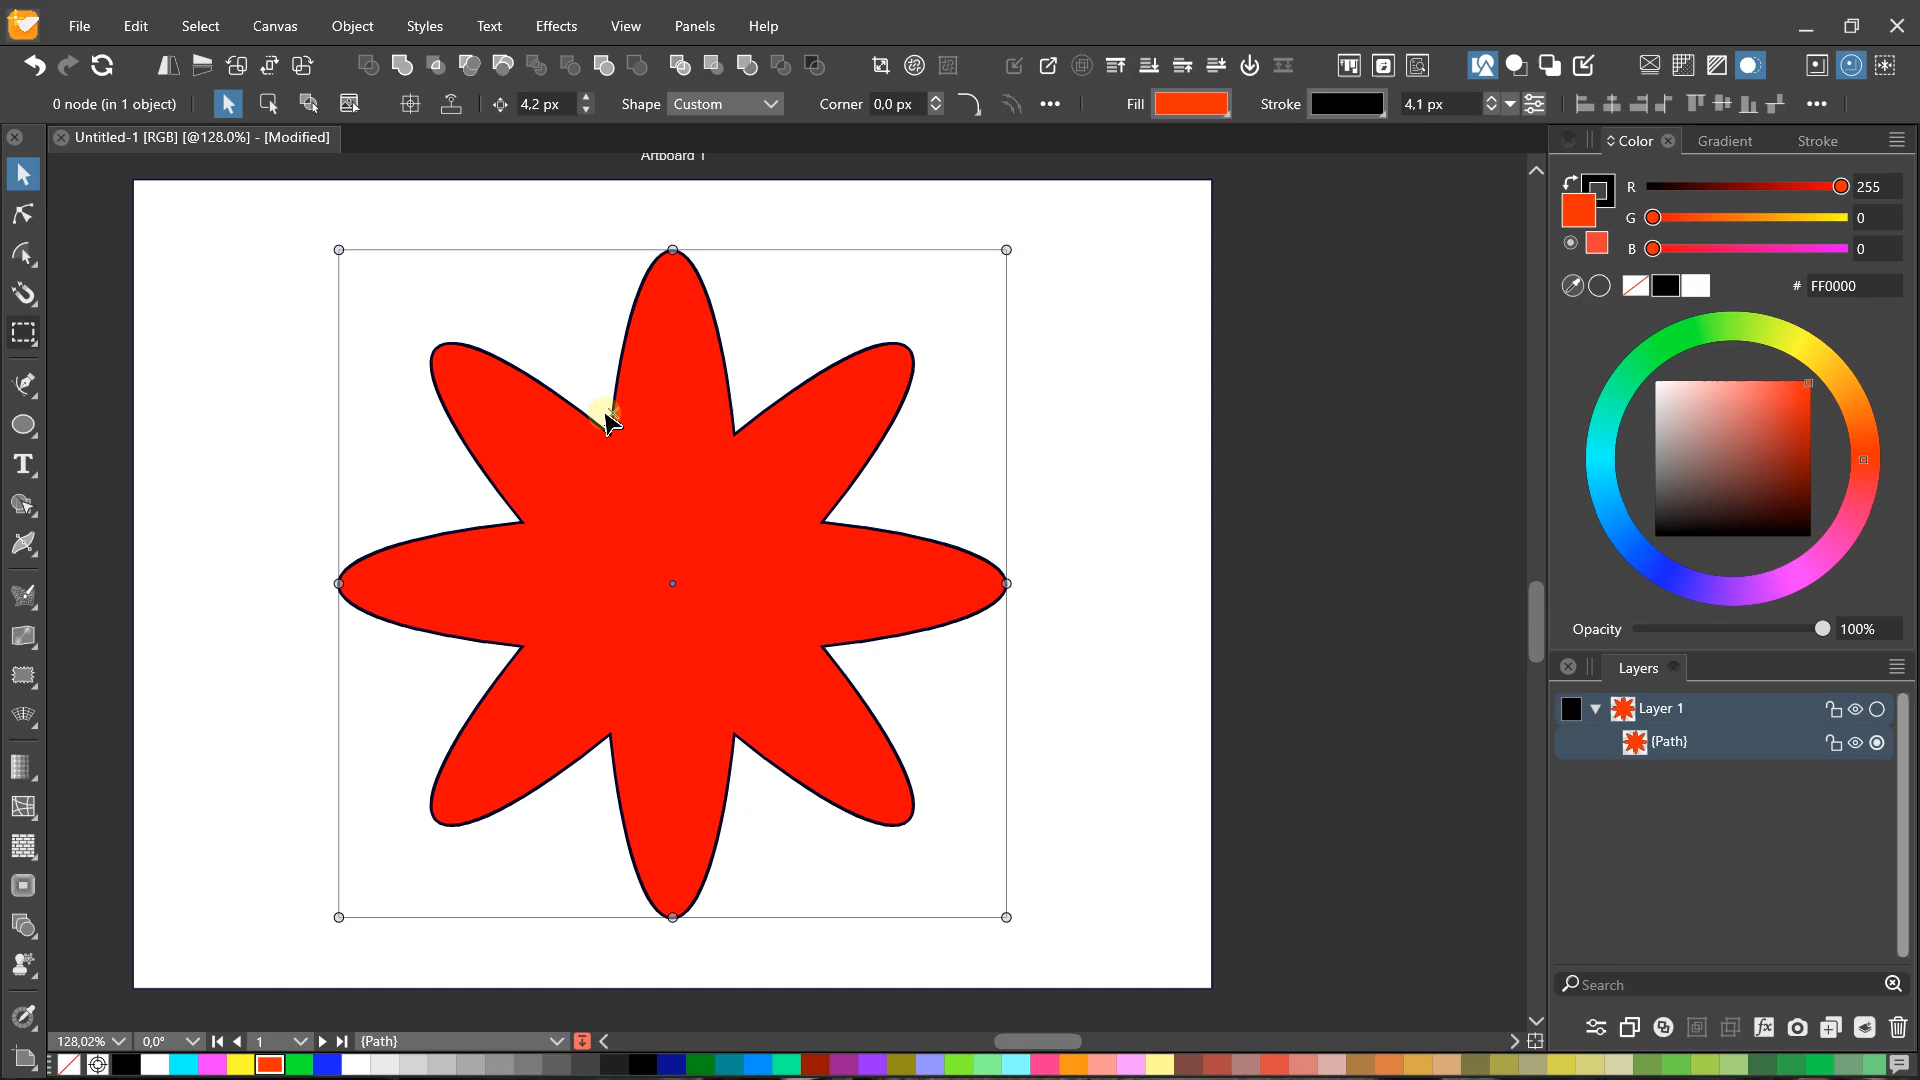 File Edit Select Canvas Object Styles Text Effects View Panels Help
0 node (in 1 object) 4,2 px Shape Custom Corner 0,0 px Fill Stroke 4,1 px
Untitled-1 [RGB] [@128.0%] - [Modified]
Artboard 1
Color Gradient Stroke
R 255
G 0
B 0
# FF0000
Opacity 100%
Layers
Layer 1
{Path}
Search
128,02% 0,0° 1 {Path}